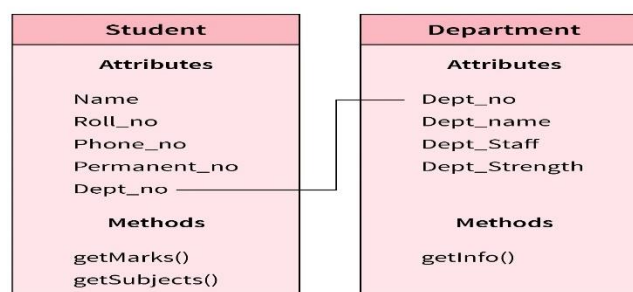 Student
Attributes
Name
Roll_no
Phone_no
Permanent_no
Dept_no
Methods
getMarks()
getSubjects()
Department
Attributes
Dept_no
Dept_name
Dept_Staff
Dept_Strength
Methods
getInfo()